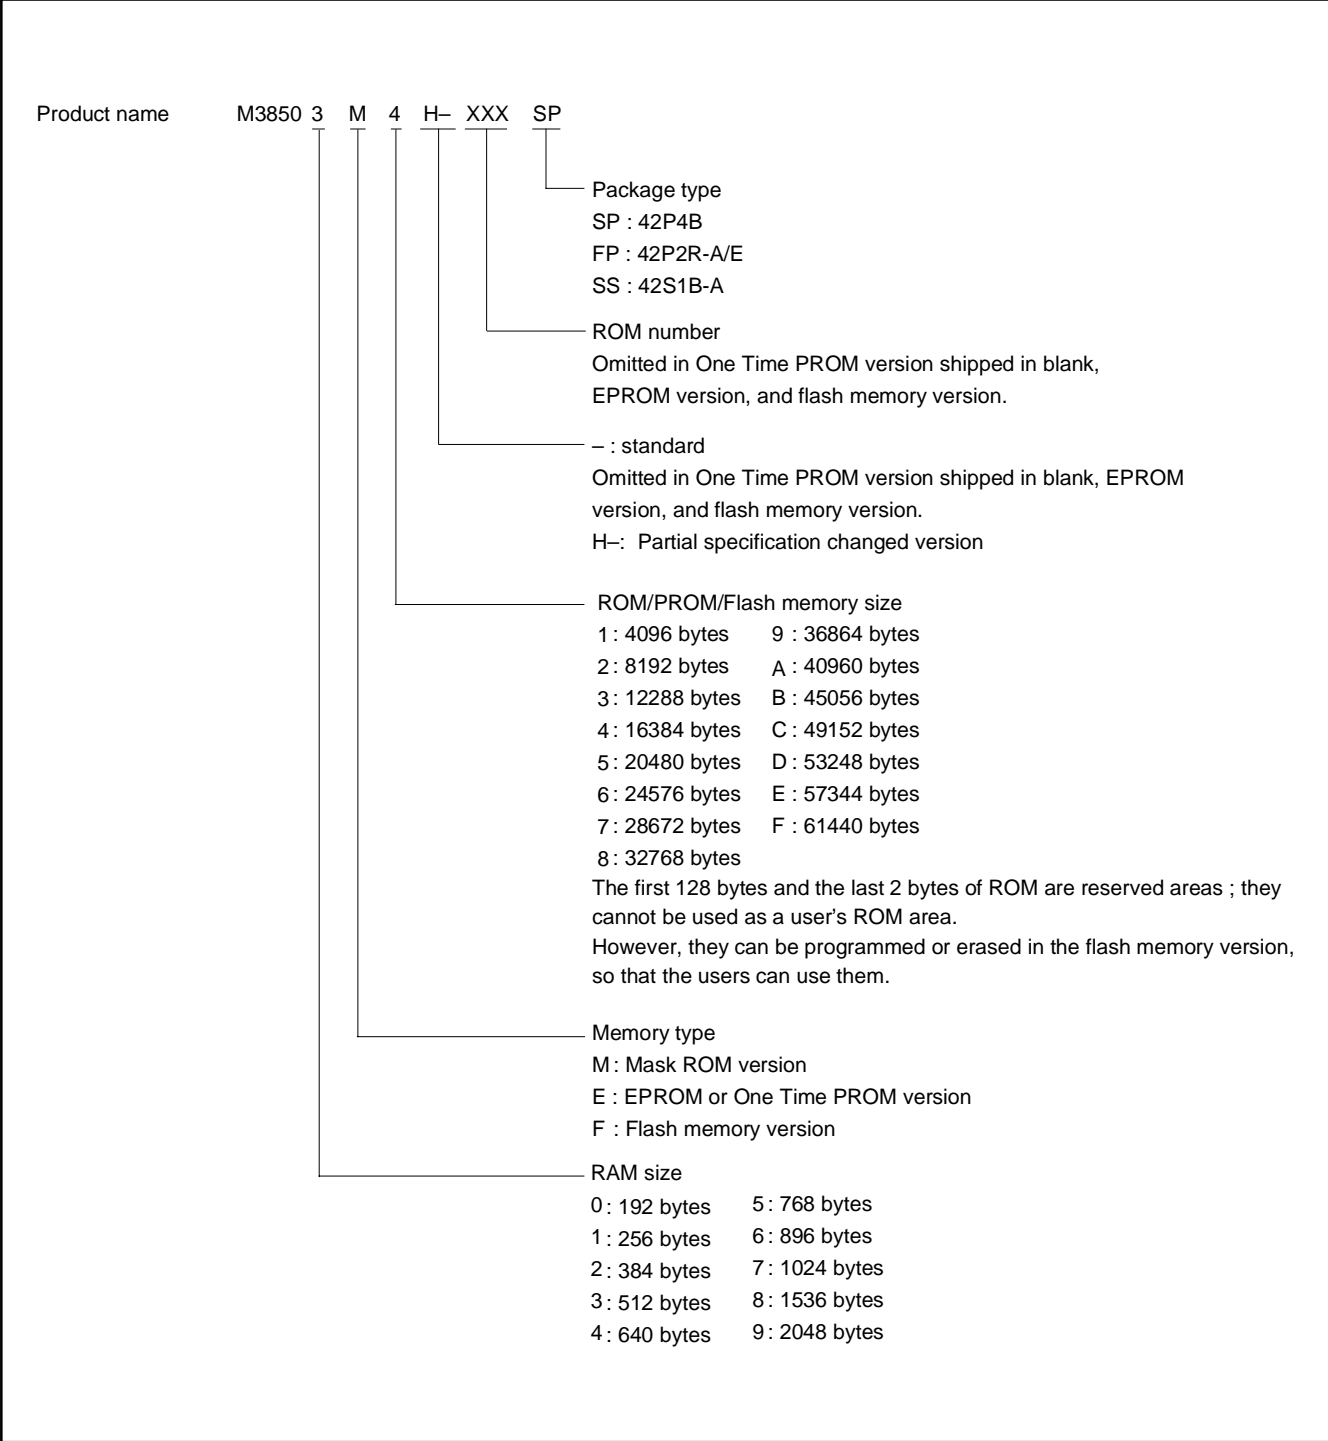 Product name M3850 3 M 4 H– XXX SP
Package type
SP : 42P4B
FP : 42P2R-A/E
SS : 42S1B-A
ROM number
Omitted in One Time PROM version shipped in blank,
EPROM version, and flash memory version.
– : standard
Omitted in One Time PROM version shipped in blank, EPROM
version, and flash memory version.
H–: Partial specification changed version
ROM/PROM/Flash memory size
1 : 4096 bytes 9 : 36864 bytes
2 : 8192 bytes A : 40960 bytes
3 : 12288 bytes B : 45056 bytes
4 : 16384 bytes C : 49152 bytes
5 : 20480 bytes D : 53248 bytes
6 : 24576 bytes E : 57344 bytes
7 : 28672 bytes F : 61440 bytes
8 : 32768 bytes
The first 128 bytes and the last 2 bytes of ROM are reserved areas ; they
cannot be used as a user’s ROM area.
However, they can be programmed or erased in the flash memory version,
so that the users can use them.
Memory type
M : Mask ROM version
E : EPROM or One Time PROM version
F : Flash memory version
RAM size
0 : 192 bytes 5 : 768 bytes
1 : 256 bytes 6 : 896 bytes
2 : 384 bytes 7 : 1024 bytes
3 : 512 bytes 8 : 1536 bytes
4 : 640 bytes 9 : 2048 bytes